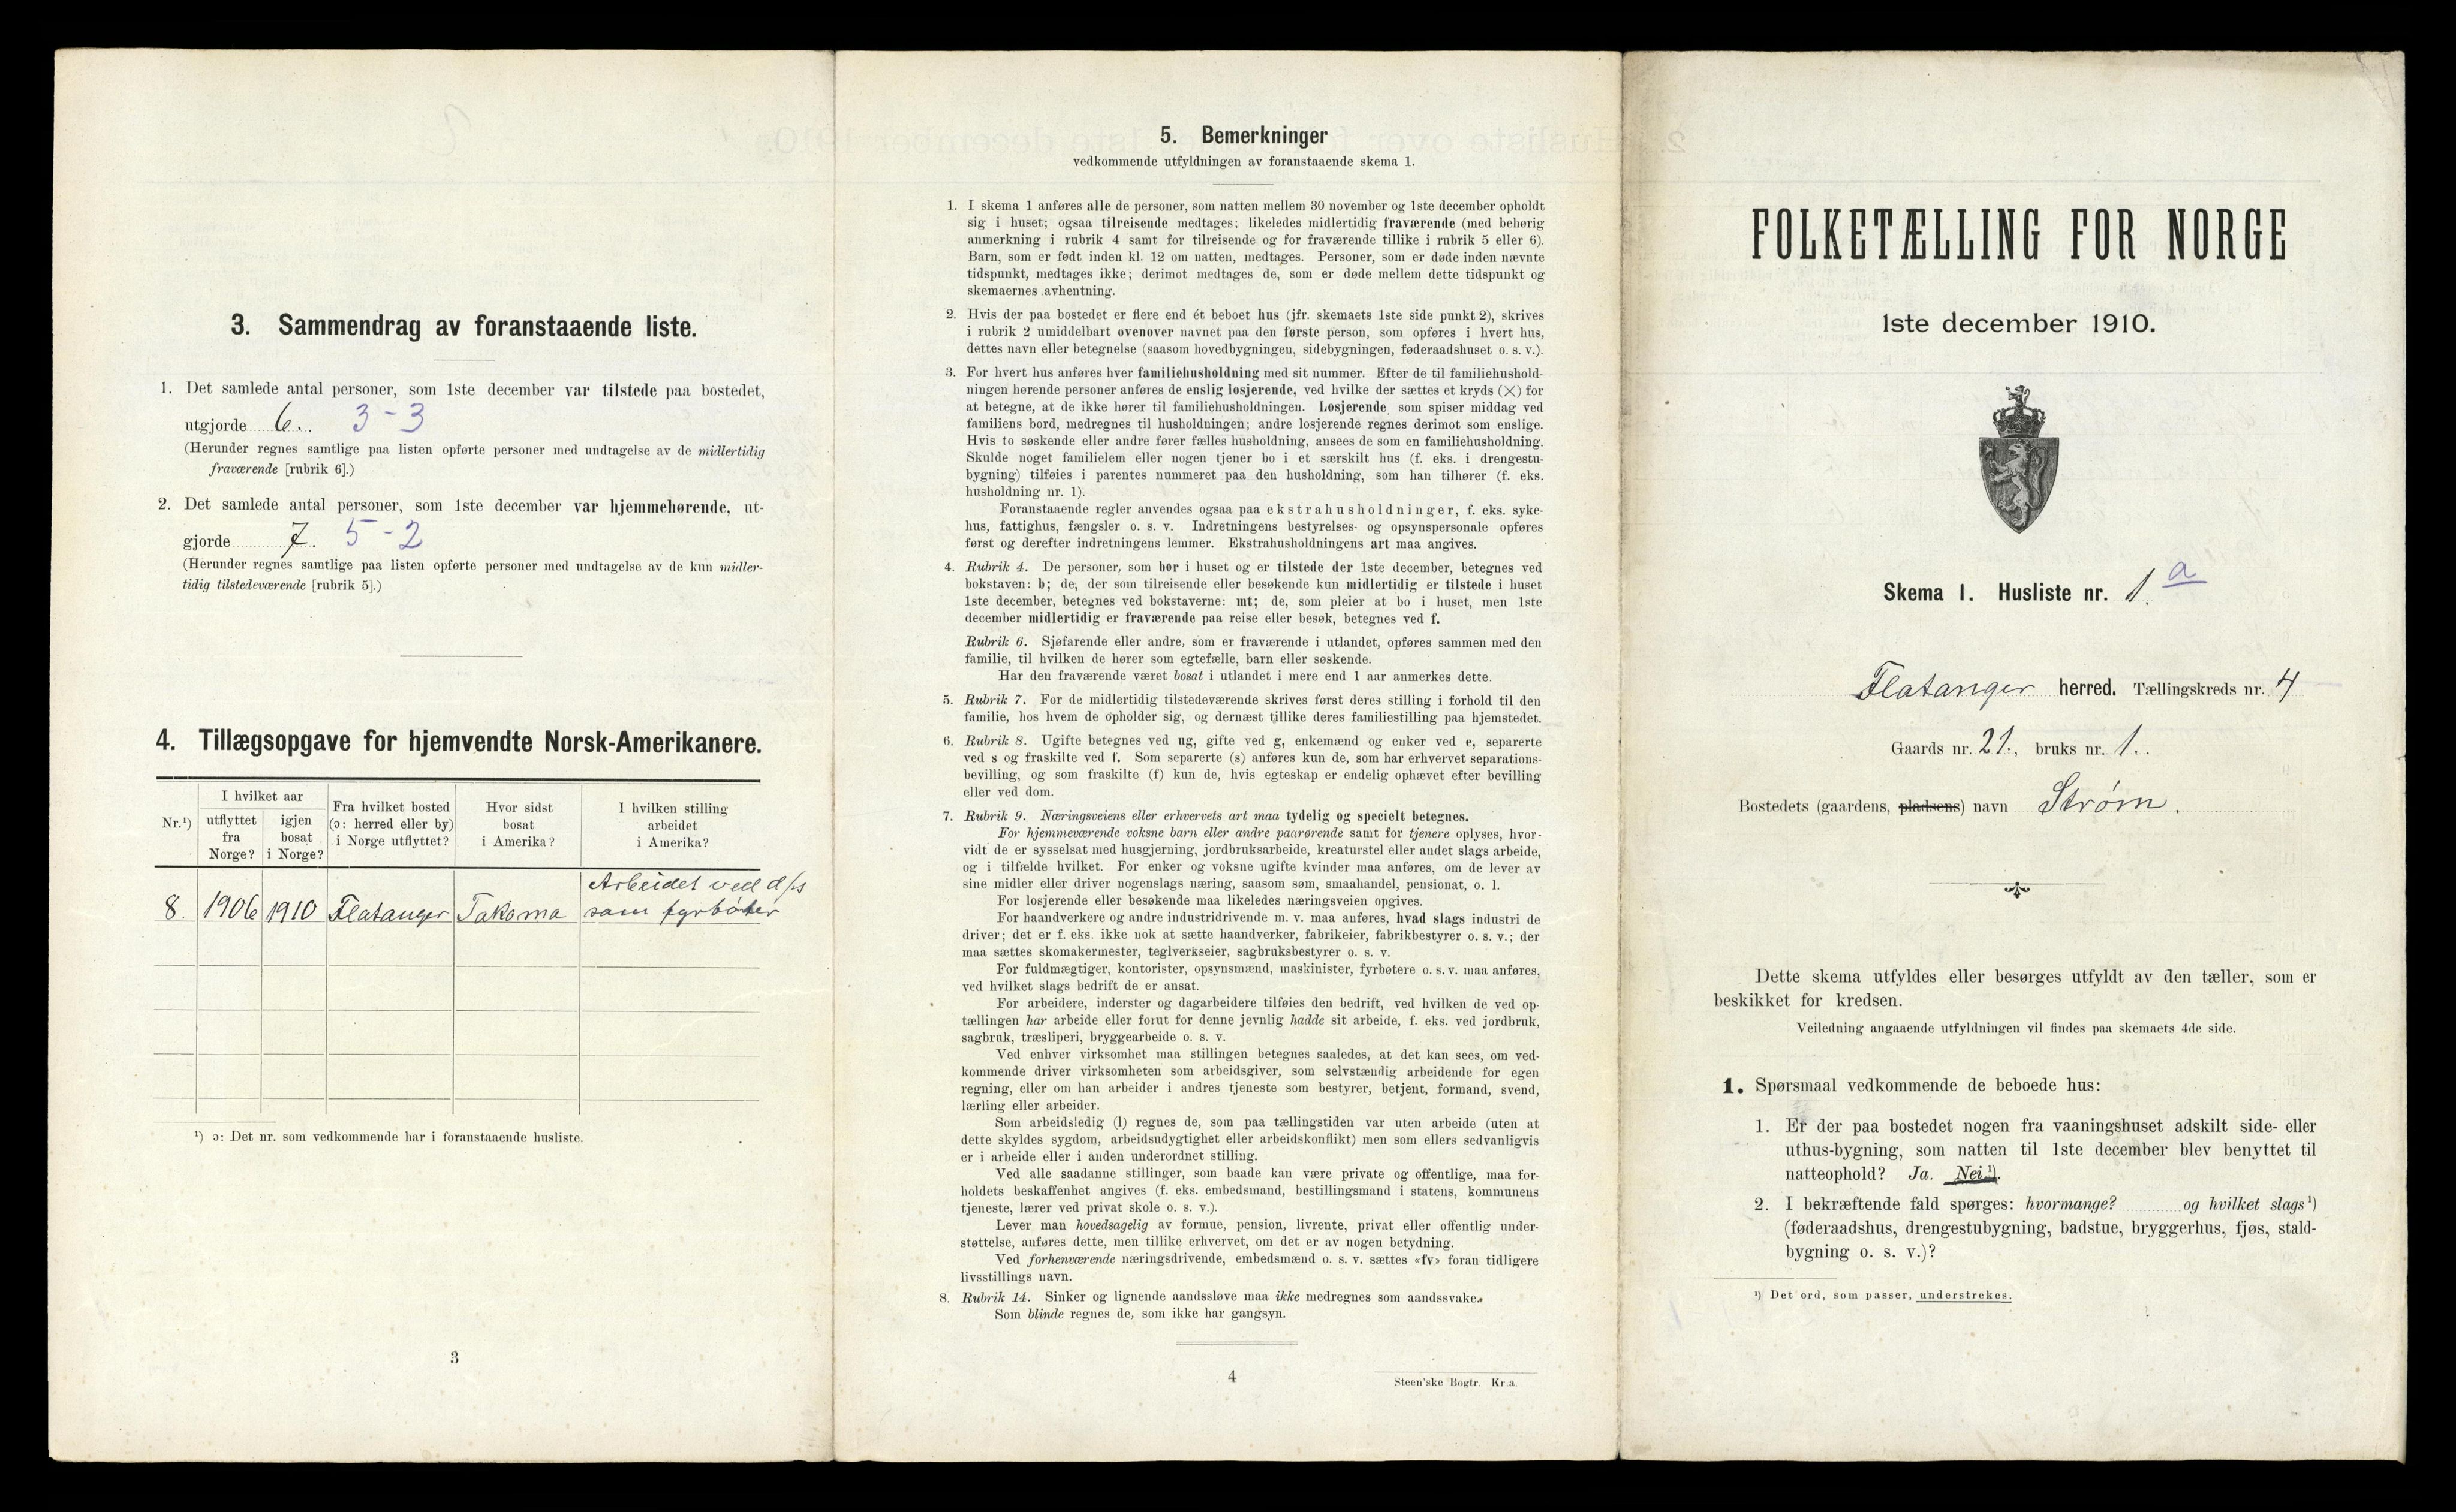 3. Sammendrag av foranstaaende liste.
1. Det samlede antal personer, som 1ste december var tilstede paa bostedet,
utgjorde 6. 3 - 3
(Herunder regnes samtlige paa listen opførte personer med undtagelse av de midlertidig
fraværende [rubrik 6].)
2. Det samlede antal personer, som 1ste december var hjemmehørende, ut-
gjorde 7. 5 - 2
(Herunder regnes samtlige paa listen opførte personer med undtagelse av de kun midler-
tidig tilstedeværende [rubrik 5].)
4. Tillægsopgave for hjemvendte Norsk-Amerikanere.
Nr.¹)
I hvilket aar
utflyttet
fra
Norge?
igjen
bosat
i Norge?
Fra hvilket bosted
(ɔ: herred eller by)
i Norge utflyttet?
Hvor sidst
bosat
i Amerika?
I hvilken stilling
arbeidet
i Amerika?
Arbeidet ved d/s
8. 1906 1910 Flatanger Takoma som fyrbøter
¹) ɔ: Det nr. som vedkommende har i foranstaaende husliste.
3
5. Bemerkninger
vedkommende utfyldningen av foranstaaende skema 1.
1. I skema 1 anføres alle de personer, som natten mellem 30 november og 1ste december opholdt
sig i huset; ogsaa tilreisende medtages; likeledes midlertidig fraværende (med behørig
anmerkning i rubrik 4 samt for tilreisende og for fraværende tillike i rubrik 5 eller 6).
Barn, som er født inden kl. 12 om natten, medtages. Personer, som er døde inden nævnte
tidspunkt, medtages ikke; derimot medtages de, som er døde mellem dette tidspunkt og
skemaernes avhentning.
2. Hvis der paa bostedet er flere end ét beboet hus (jfr. skemaets 1ste side punkt 2), skrives
i rubrik 2 umiddelbart ovenover navnet paa den første person, som opføres i hvert hus,
dettes navn eller betegnelse (saasom hovedbygningen, sidebygningen, føderaadshuset o. s. v.).
3. For hvert hus anføres hver familiehusholdning med sit nummer. Efter de til familiehushold-
ningen hørende personer anføres de enslig losjerende, ved hvilke der sættes et kryds (×) for
at betegne, at de ikke hører til familiehusholdningen. Losjerende som spiser middag ved
familiens bord, medregnes til husholdningen; andre losjerende regnes derimot som enslige.
Hvis to søskende eller andre fører fælles husholdning, ansees de som en familiehusholdning.
Skulde noget familielem eller nogen tjener bo i et særskilt hus (f. eks. i drengestu-
bygning) tilføies i parentes nummeret paa den husholdning, som han tilhører (f. eks.
husholdning nr. 1).
Foranstaaende regler anvendes ogsaa paa ekstrahusholdninger, f. eks. syke-
hus, fattighus, fængsler o. s. v. Indretningens bestyrelses- og opsynspersonale opføres
først og derefter indretningens lemmer. Ekstrahusholdningens art maa angives.
4. Rubrik 4. De personer, som bor i huset og er tilstede der 1ste december, betegnes ved
bokstaven: b; de, der som tilreisende eller besøkende kun midlertidig er tilstede i huset
1ste december, betegnes ved bokstaverne: mt; de, som pleier at bo i huset, men 1ste
december midlertidig er fraværende paa reise eller besøk, betegnes ved f.
Rubrik 6. Sjøfarende eller andre, som er fraværende i utlandet, opføres sammen med den
familie, til hvilken de hører som egtefælle, barn eller søskende.
Har den fraværende været bosat i utlandet i mere end 1 aar anmerkes dette.
5. Rubrik 7. For de midlertidig tilstedeværende skrives først deres stilling i forhold til den
familie, hos hvem de opholder sig, og dernæst tillike deres familiestilling paa hjemstedet.
6. Rubrik 8. Ugifte betegnes ved ug, gifte ved g, enkemænd og enker ved e, separerte
ved s og fraskilte ved f. Som separerte (s) anføres kun de, som har erhvervet separations-
bevilling, og som fraskilte (f) kun de, hvis egteskap er endelig ophævet efter bevilling
eller ved dom.
7. Rubrik 9. Næringsveiens eller erhvervets art maa tydelig og specielt betegnes.
For hjemmeværende voksne barn eller andre paarørende samt for tjenere oplyses, hvor-
vidt de er sysselsat med husgjerning, jordbruksarbeide, kreaturstel eller andet slags arbeide,
og i tilfælde hvilket. For enker og voksne ugifte kvinder maa anføres, om de lever av
sine midler eller driver nogenslags næring, saasom søm, smaahandel, pensionat, o. l.
For losjerende eller besøkende maa likeledes næringsveien opgives.
For haandverkere og andre industridrivende m. v. maa anføres, hvad slags industri de
driver; det er f. eks. ikke nok at sætte haandverker, fabrikeier, fabrikbestyrer o. s. v.; der
maa sættes skomakermester, teglverkseier, sagbruksbestyrer o. s. v.
For fuldmægtiger, kontorister, opsynsmænd, maskinister, fyrbøtere o. s. v. maa anføres,
ved hvilket slags bedrift de er ansat.
For arbeidere, inderster og dagarbeidere tilføies den bedrift, ved hvilken de ved op-
tællingen har arbeide eller forut for denne jevnlig hadde sit arbeide, f. eks. ved jordbruk,
sagbruk, træsliperi, bryggearbeide o. s. v.
Ved enhver virksomhet maa stillingen betegnes saaledes, at det kan sees, om ved-
kommende driver virksomheten som arbeidsgiver, som selvstændig arbeidende for egen
regning, eller om han arbeider i andres tjeneste som bestyrer, betjent, formand, svend,
lærling eller arbeider.
Som arbeidsledig (l) regnes de, som paa tællingstiden var uten arbeide (uten at
dette skyldes sygdom, arbeidsudygtighet eller arbeidskonflikt) men som ellers sedvanligvis
er i arbeide eller i anden underordnet stilling.
Ved alle saadanne stillinger, som baade kan være private og offentlige, maa for-
holdets beskaffenhet angives (f. eks. embedsmand, bestillingsmand i statens, kommunens
tjeneste, lærer ved privat skole o. s. v.).
Lever man hovedsagelig av formue, pension, livrente, privat eller offentlig under-
støttelse, anføres dette, men tillike erhvervet, om det er av nogen betydning.
Ved forhenværende næringsdrivende, embedsmænd o. s. v. sættes «fv» foran tidligere
livsstillings navn.
8. Rubrik 14. Sinker og lignende aandssløve maa ikke medregnes som aandssvake.
Som blinde regnes de, som ikke har gangsyn.
4
Steen'ske Bogtr. Kr.a.
FOLKETÆLLING FOR NORGE
1ste december 1910.
Skema 1. Husliste nr. 1. a
Flatanger herred. Tællingskreds nr. 4
Gaards nr. 21., bruks nr. 1.
Bostedets (gaardens, pladsens) navn Strøm.
Dette skema utfyldes eller besørges utfyldt av den tæller, som er
beskikket for kredsen.
Veiledning angaaende utfyldningen vil findes paa skemaets 4de side.
1. Spørsmaal vedkommende de beboede hus:
1. Er der paa bostedet nogen fra vaaningshuset adskilt side- eller
uthus-bygning, som natten til 1ste december blev benyttet til
natteophold? Ja. Nei¹).
2. I bekræftende fald spørges: hvormange? og hvilket slags¹)
(føderaadshus, drengestubygning, badstue, bryggerhus, fjøs, stald-
bygning o. s. v.)?
¹) Det ord, som passer, understrekes.